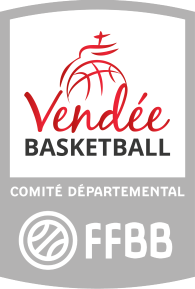 Vendée
BASKETBALL
COMITÉ DÉPARTEMENTAL
FFBB